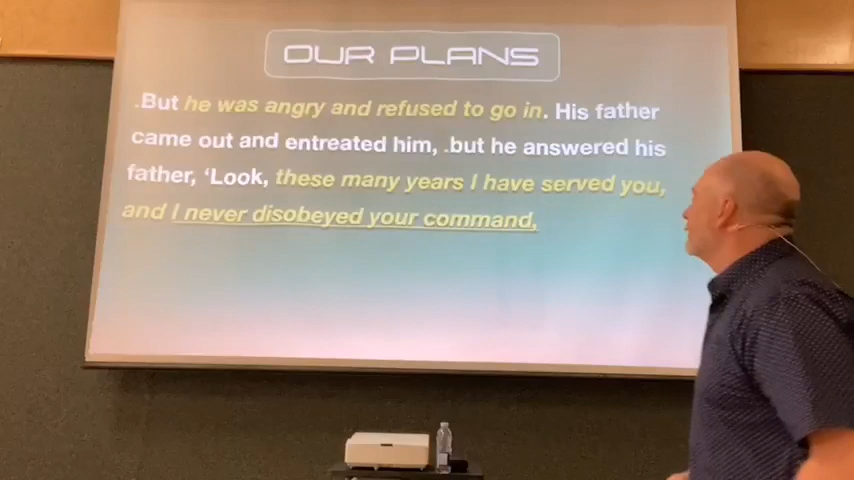 OUR PLANS
.But he was angry and refused to go in. His father
came out and entreated him, .but he answered his
father, ‘Look, these many years I have served you,
and I never disobeyed your command,